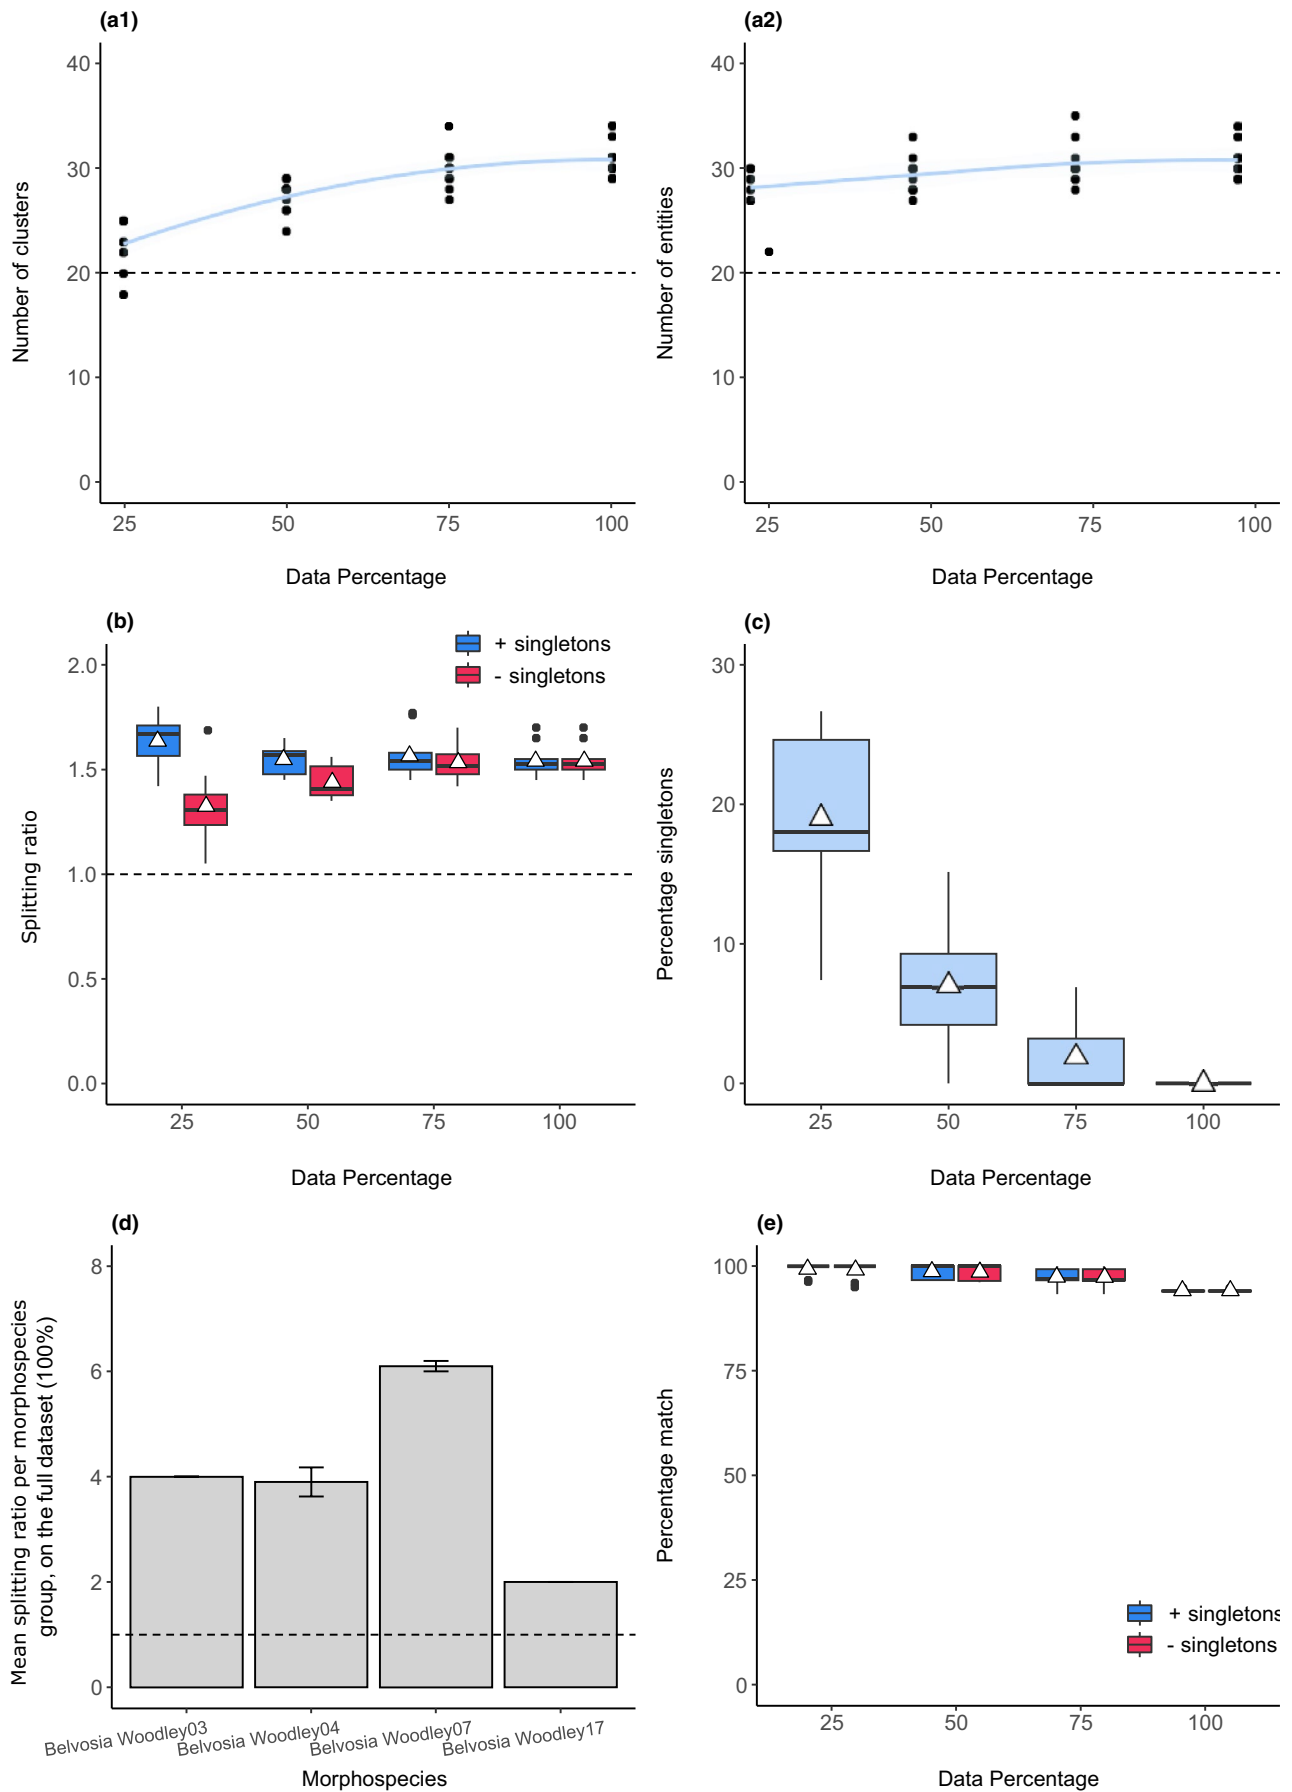 (a1)
40
30
20
10
0
Number of clusters
25 50 75 100
Data Percentage
(a2)
40
30
20
10
0
Number of entities
25 50 75 100
Data Percentage
(b)
+ singletons
- singletons
2.0
1.5
1.0
0.5
0.0
Splitting ratio
25 50 75 100
Data Percentage
(c)
30
20
10
0
Percentage singletons
25 50 75 100
Data Percentage
(d)
8
6
4
2
0
Mean splitting ratio per morphospecies
group, on the full dataset (100%)
Belvosia Woodley03 Belvosia Woodley04 Belvosia Woodley07 Belvosia Woodley17
Morphospecies
(e)
100
75
50
25
0
Percentage match
+ singletons
- singletons
25 50 75 100
Data Percentage